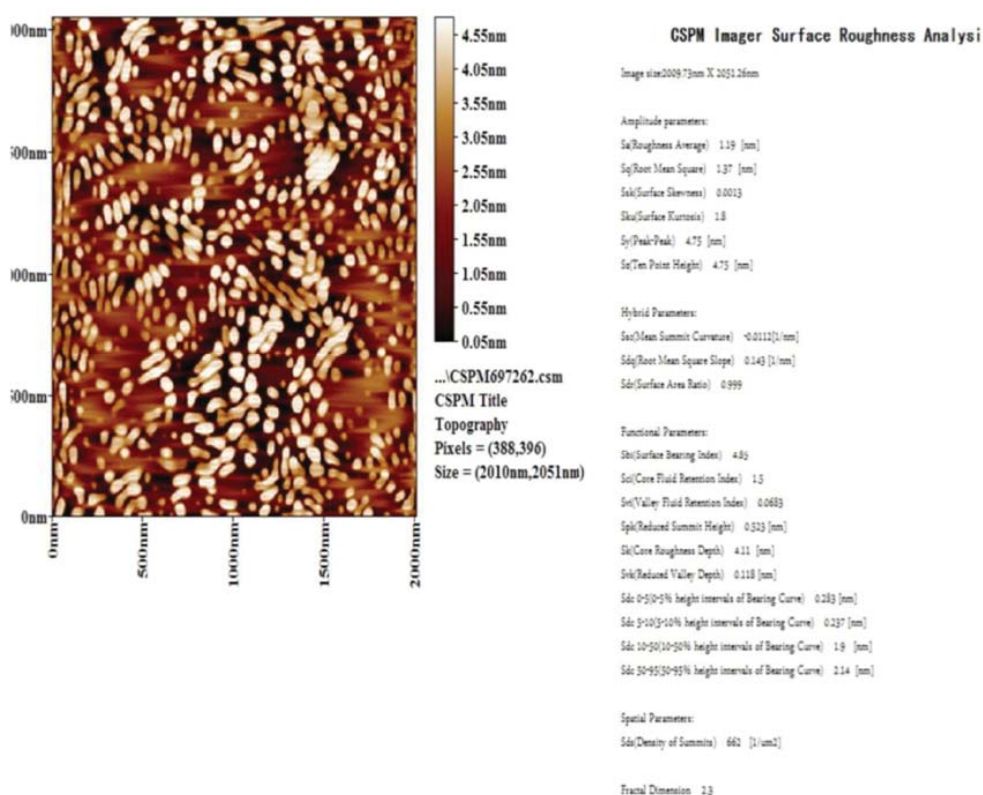 00nm
500nm
000nm
500nm
0nm
0nm
500nm
1000nm
1500nm
2000nm
4.55nm
4.05nm
3.55nm
3.05nm
2.55nm
2.05nm
1.55nm
1.05nm
0.55nm
0.05nm
...\CSPM697262.csm
CSPM Title
Topography
Pixels = (388,396)
Size = (2010nm,2051nm)
CSPM Imager Surface Roughness Analysi
Image size:2009.73nm X 2051.26nm
Amplitude parameters:
Sa(Roughness Average) 1.19 [nm]
Sq(Root Mean Square) 1.37 [nm]
Ssk(Surface Skewness) 0.0013
Sku(Surface Kurtosis) 1.8
Sy(Peak-Peak) 4.75 [nm]
Sz(Ten Point Height) 4.75 [nm]
Hybrid Parameters:
Ssc(Mean Summit Curvature) -0.0112[1/nm]
Sdq(Root Mean Square Slope) 0.143 [1/nm]
Sdr(Surface Area Ratio) 0.999
Functional Parameters:
Sbi(Surface Bearing Index) 4.85
Sci(Core Fluid Retention Index) 1.5
Svi(Valley Fluid Retention Index) 0.0683
Spk(Reduced Summit Height) 0.523 [nm]
Sk(Core Roughness Depth) 4.11 [nm]
Svk(Reduced Valley Depth) 0.118 [nm]
Sdc 0-5(0-5% height intervals of Bearing Curve) 0.283 [nm]
Sdc 5-10(5-10% height intervals of Bearing Curve) 0.237 [nm]
Sdc 10-50(10-50% height intervals of Bearing Curve) 1.9 [nm]
Sdc 50-95(50-95% height intervals of Bearing Curve) 2.14 [nm]
Spatial Parameters:
Sds(Density of Summits) 662 [1/um2]
Fractal Dimension 2.3